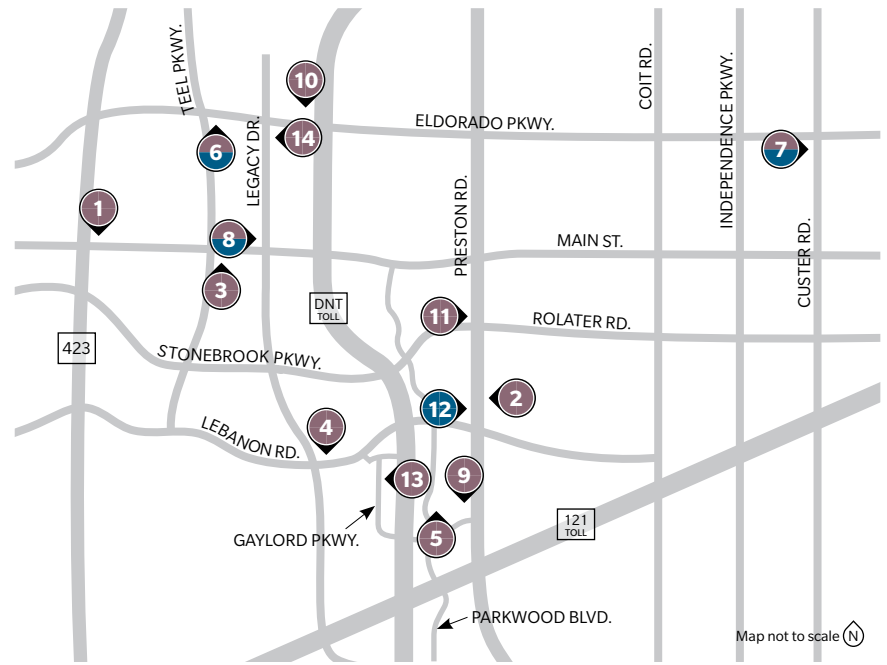 TEEL PKWY.
LEGACY DR.
10
14
ELDORADO PKWY.
COIT RD.
INDEPENDENCE PKWY.
6
7
1
PRESTON RD.
8
MAIN ST.
CUSTER RD.
3
DNT
TOLL
11
ROLATER RD.
423
STONEBROOK PKWY.
2
12
LEBANON RD.
4
13
9
121
TOLL
GAYLORD PKWY.
5
PARKWOOD BLVD.
Map not to scale N